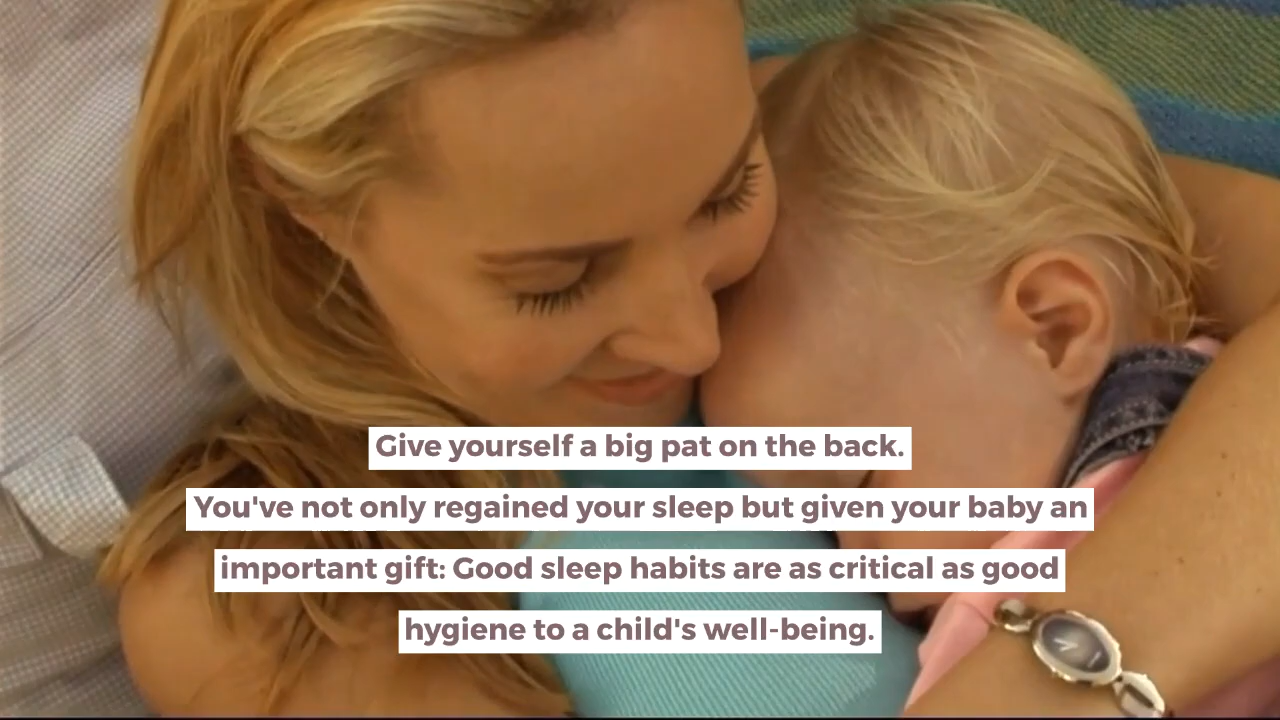 Give yourself a big pat on the back.
You've not only regained your sleep but given your baby an
important gift: Good sleep habits are as critical as good
hygiene to a child's well-being.